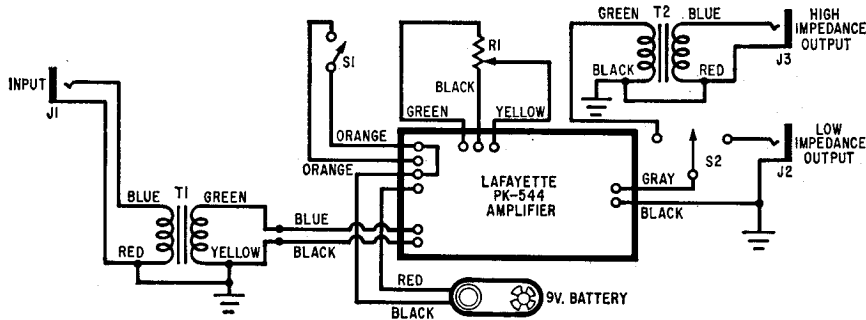 GREEN
T2
BLUE
HIGH
IMPEDANCE
OUTPUT
J3
BLACK
RED
S1
R1
BLACK
GREEN
YELLOW
INPUT
J1
ORANGE
ORANGE
LAFAYETTE
PK-544
AMPLIFIER
GRAY
BLACK
S2
LOW
IMPEDANCE
OUTPUT
J2
BLUE
T1
GREEN
RED
YELLOW
BLUE
BLACK
RED
BLACK
9V. BATTERY